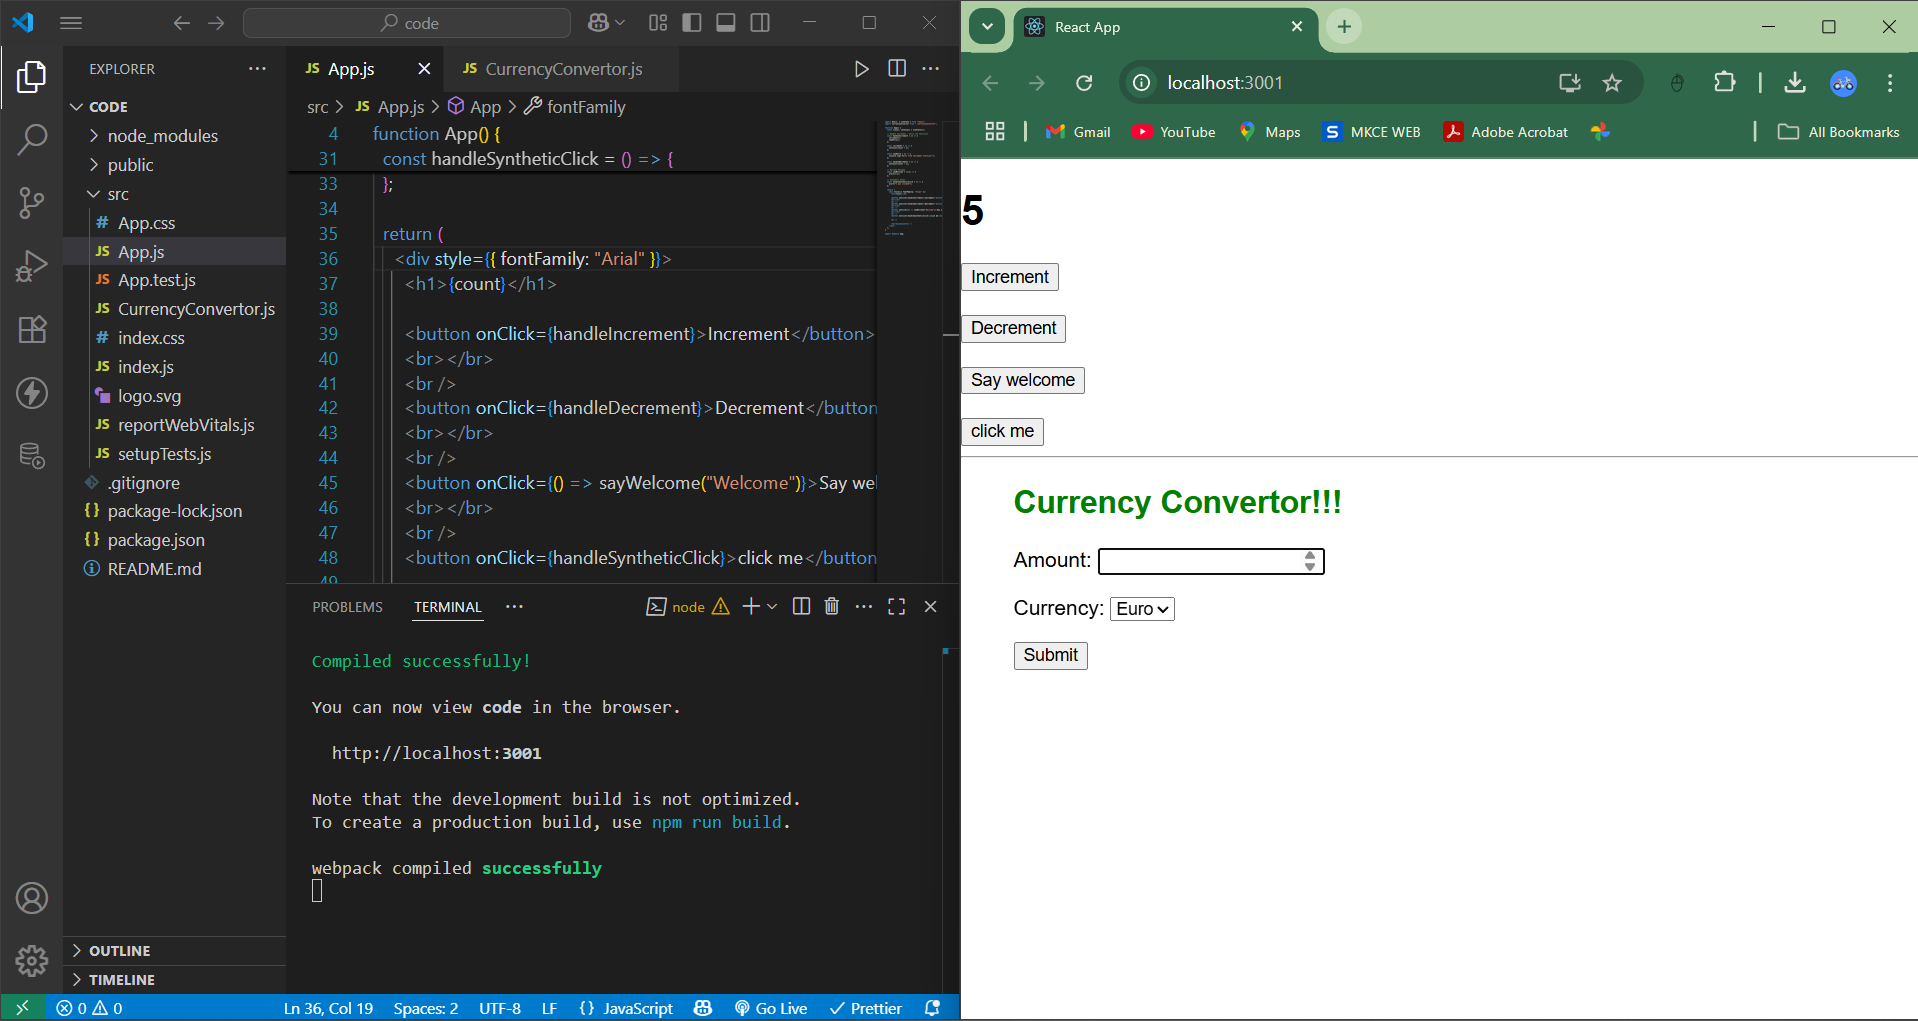 code
EXPLORER
CODE
node_modules
public
src
# App.css
JS App.js
JS App.test.js
JS CurrencyConvertor.js
# index.css
JS index.js
logo.svg
JS reportWebVitals.js
JS setupTests.js
.gitignore
{} package-lock.json
{} package.json
README.md
OUTLINE
TIMELINE
JS App.js
JS CurrencyConvertor.js
src > JS App.js > App > fontFamily
4 function App() {
31 const handleSyntheticClick = () => {
33 };
34
35 return (
36 <div style={{ fontFamily: "Arial" }}>
37 <h1>{count}</h1>
38
39 <button onClick={handleIncrement}>Increment</button>
40 <br></br>
41 <br />
42 <button onClick={handleDecrement}>Decrement</button
43 <br></br>
44 <br />
45 <button onClick={() => sayWelcome("Welcome")}>Say wel
46 <br></br>
47 <br />
48 <button onClick={handleSyntheticClick}>click me</button
49
PROBLEMS TERMINAL node
Compiled successfully!
You can now view code in the browser.
http://localhost:3001
Note that the development build is not optimized.
To create a production build, use npm run build.
webpack compiled successfully
0 0 Ln 36, Col 19 Spaces: 2 UTF-8 LF {} JavaScript Go Live Prettier
React App
localhost:3001
Gmail YouTube Maps S MKCE WEB Adobe Acrobat All Bookmarks
5
Increment
Decrement
Say welcome
click me
Currency Convertor!!!
Amount:
Currency: Euro
Submit